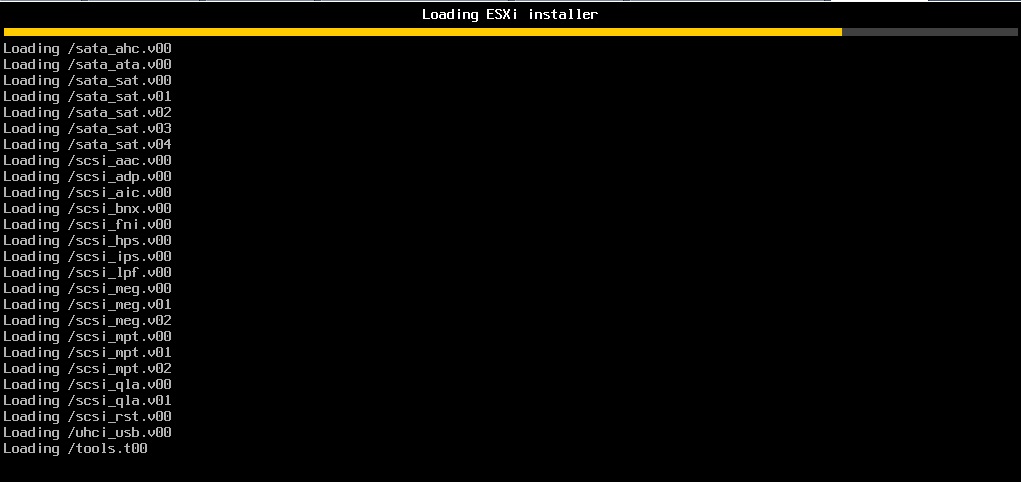 Loading ESXi installer
Loading /sata_ahc.v00
Loading /sata_ata.v00
Loading /sata_sat.v00
Loading /sata_sat.v01
Loading /sata_sat.v02
Loading /sata_sat.v03
Loading /sata_sat.v04
Loading /scsi_aac.v00
Loading /scsi_adp.v00
Loading /scsi_aic.v00
Loading /scsi_bnx.v00
Loading /scsi_fni.v00
Loading /scsi_hps.v00
Loading /scsi_ips.v00
Loading /scsi_lpf.v00
Loading /scsi_meg.v00
Loading /scsi_meg.v01
Loading /scsi_meg.v02
Loading /scsi_mpt.v00
Loading /scsi_mpt.v01
Loading /scsi_mpt.v02
Loading /scsi_qla.v00
Loading /scsi_qla.v01
Loading /scsi_rst.v00
Loading /uhci_usb.v00
Loading /tools.t00